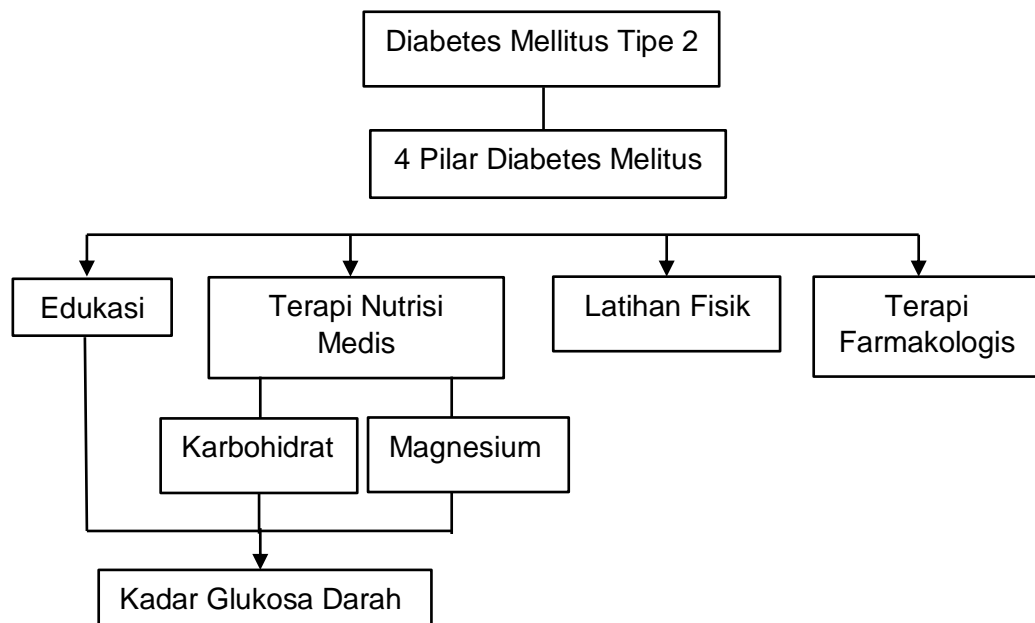 Diabetes Mellitus Tipe 2
4 Pilar Diabetes Melitus
Edukasi
Terapi Nutrisi
Medis
Latihan Fisik
Terapi
Farmakologis
Karbohidrat
Magnesium
Kadar Glukosa Darah